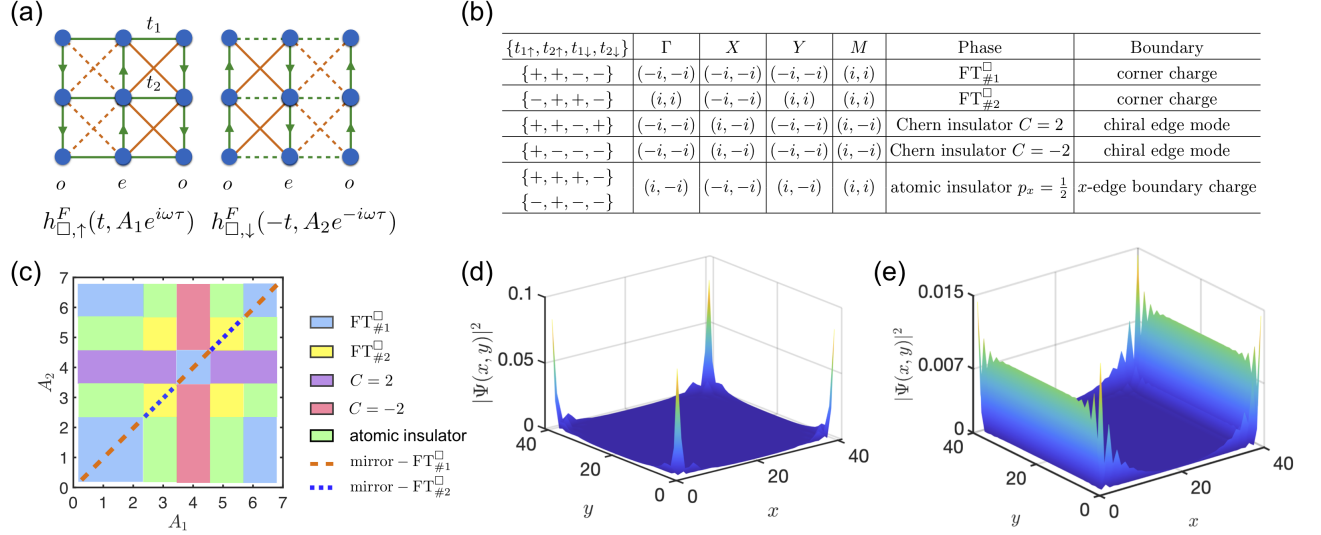 (a)
t₁
t₂
o e o o e o
h^F_{□,↑}(t, A₁e^{iωτ}) h^F_{□,↓}(−t, A₂e^{−iωτ})
(b)
{t₁↑, t₂↑, t₁↓, t₂↓} Γ X Y M Phase Boundary
{+, +, −, −} (−i, −i) (−i, −i) (−i, −i) (i, i) FT^□_{#1} corner charge
{−, +, +, −} (i, i) (−i, −i) (i, i) (i, i) FT^□_{#2} corner charge
{+, +, −, +} (−i, −i) (i, −i) (−i, −i) (i, −i) Chern insulator C = 2 chiral edge mode
{+, −, −, −} (−i, −i) (i, −i) (−i, −i) (i, −i) Chern insulator C = −2 chiral edge mode
{+, +, +, −}
{−, +, −, −}
(i, −i) (−i, −i) (i, −i) (i, i) atomic insulator pₓ = 1/2 x-edge boundary charge
(c)
7
6
5
4
3
2
1
0
A₂
0 1 2 3 4 5 6 7
A₁
FT^□_{#1}
FT^□_{#2}
C = 2
C = −2
atomic insulator
mirror − FT^□_{#1}
mirror − FT^□_{#2}
(d)
|Ψ(x, y)|²
0.1
0.05
0
40
20
0
y
0
20
40
x
(e)
|Ψ(x, y)|²
0.015
0.007
0
40
20
0
y
0
20
40
x